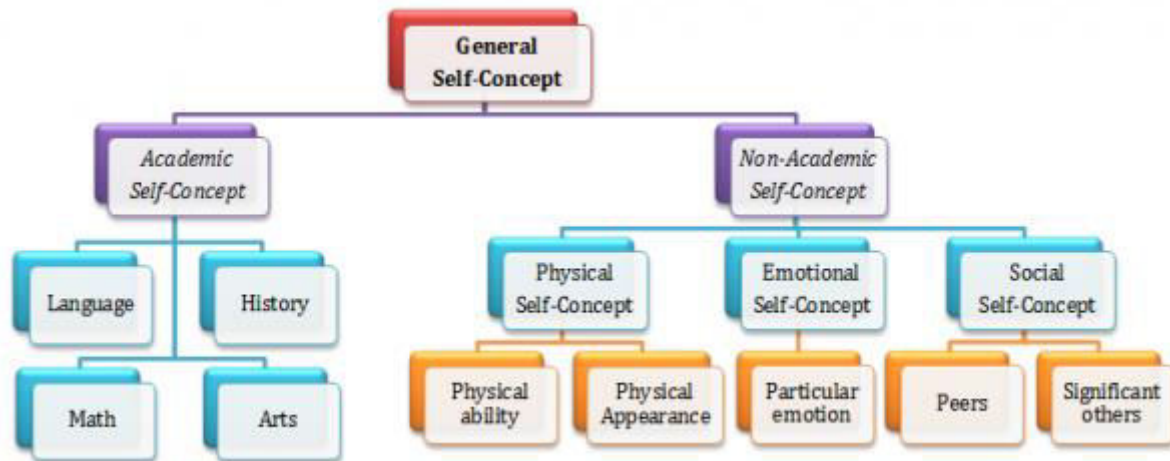 General
Self-Concept
Academic
Self-Concept
Non-Academic
Self-Concept
Language
History
Math
Arts
Physical
Self-Concept
Emotional
Self-Concept
Social
Self-Concept
Physical
ability
Physical
Appearance
Particular
emotion
Peers
Significant
others